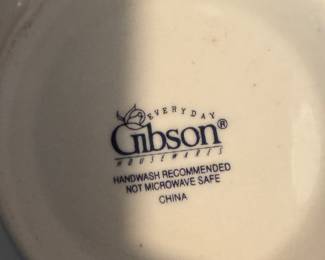 EVERYDAY
Gibson®
HOUSEWARES
HANDWASH RECOMMENDED
NOT MICROWAVE SAFE
CHINA